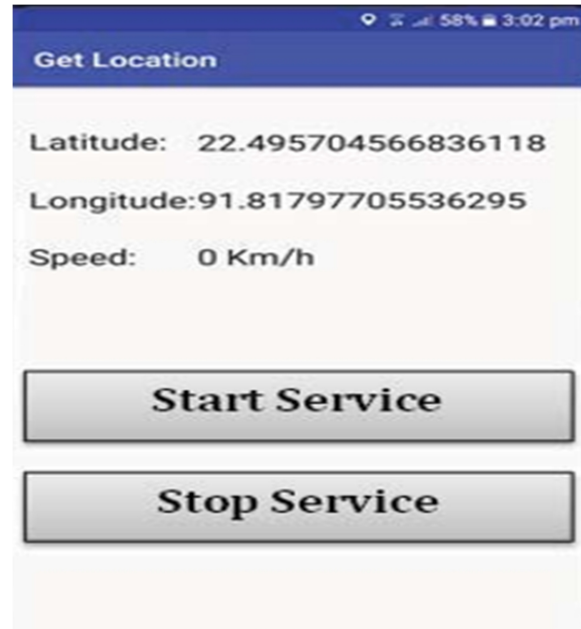 58% 3:02 pm
Get Location
Latitude: 22.495704566836118
Longitude:91.81797705536295
Speed: 0 Km/h
Start Service
Stop Service